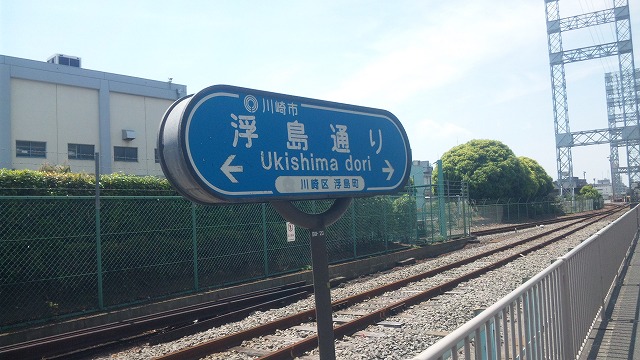 川崎市
浮島通り
Ukishima dori
川崎区 浮島町